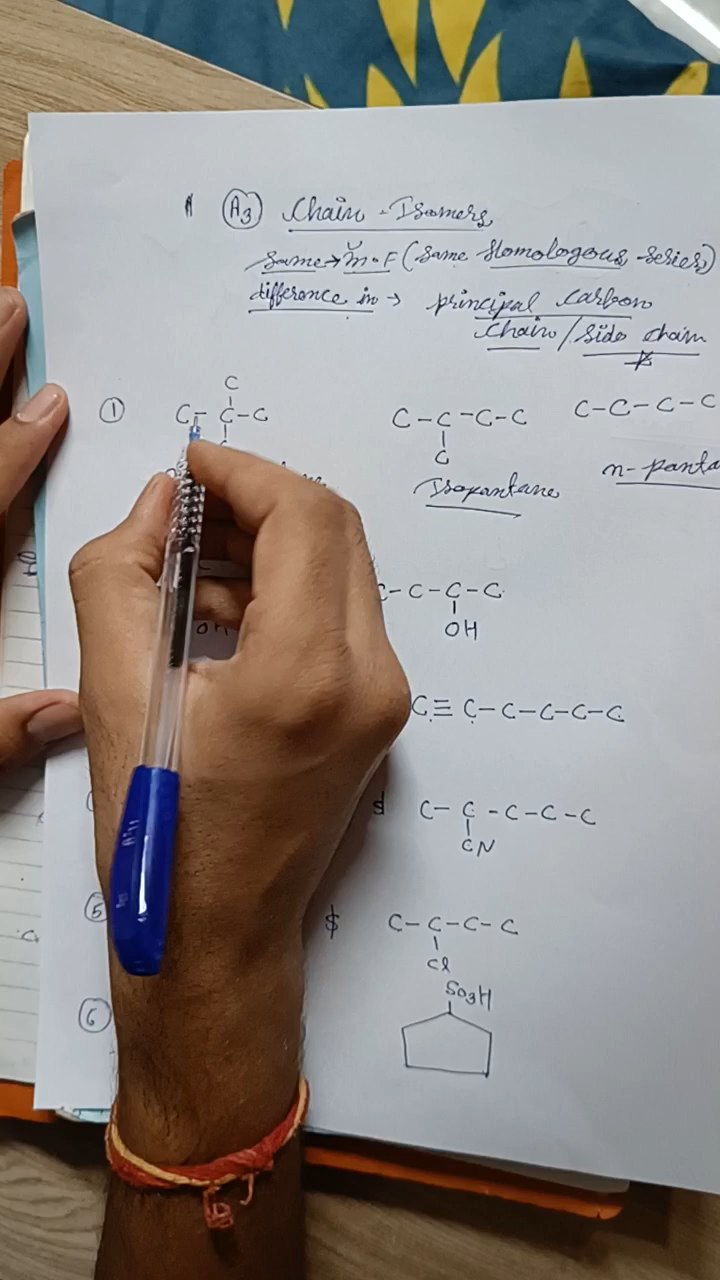 A3 Chain - Isomers
Same → M.F (Same Homologous series)
difference in → principal carbon
chain / side chain
C
① C - C - C C - C - C - C C - C - C - C
C
Isopentane n-penta
OH C - C - C - C
OH
C ≡ C - C - C - C - C
C - C - C - C - C
CN
⑤ $ C - C - C - C
Cl
⑥ SO3H